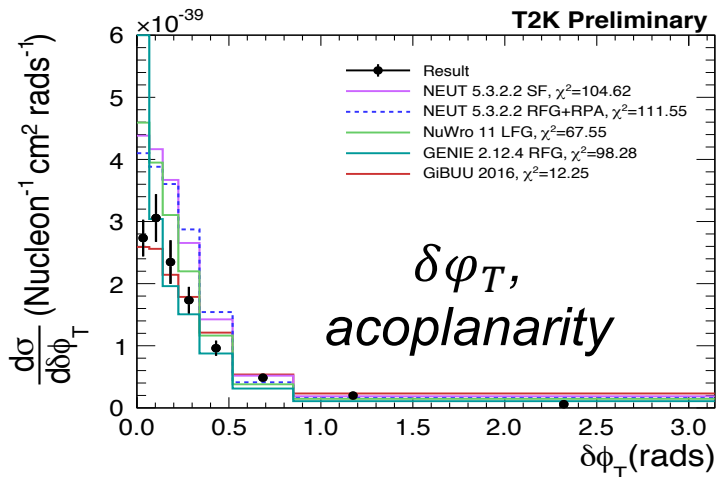 ×10⁻³⁹
T2K Preliminary
6
5
4
3
2
1
0
dσ/dδϕ_T (Nucleon⁻¹ cm² rads⁻¹)
Result
NEUT 5.3.2.2 SF, χ²=104.62
NEUT 5.3.2.2 RFG+RPA, χ²=111.55
NuWro 11 LFG, χ²=67.55
GENIE 2.12.4 RFG, χ²=98.28
GiBUU 2016, χ²=12.25
δφ_T,
acoplanarity
0.0 0.5 1.0 1.5 2.0 2.5 3.0
δϕ_T(rads)